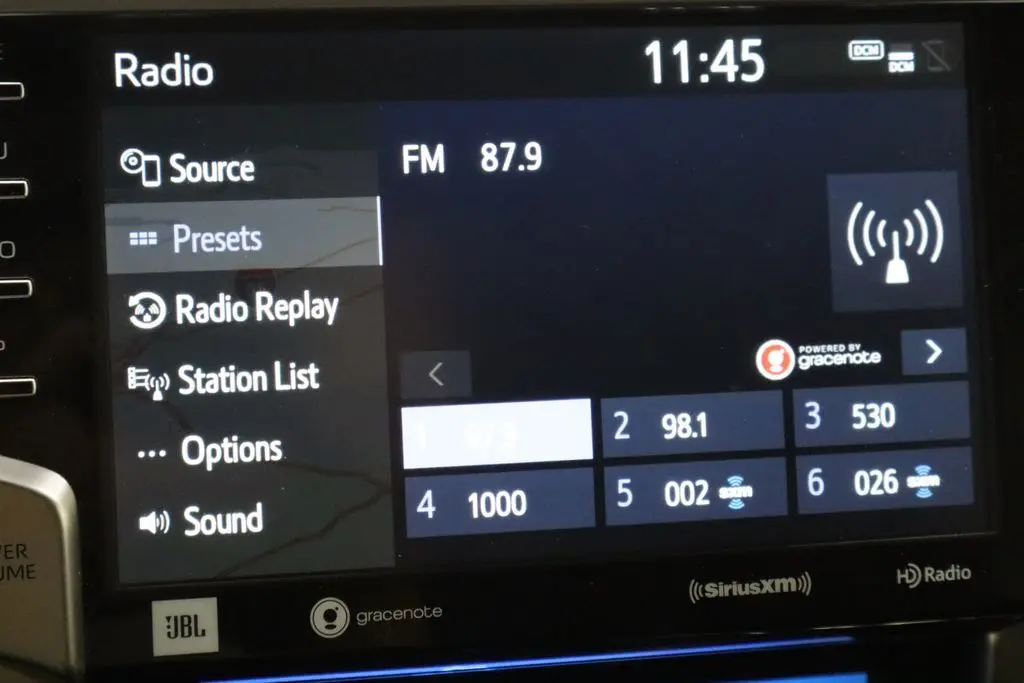 Radio
11:45
DCM
DCM
Source
FM 87.9
Presets
Radio Replay
POWERED BY
gracenote
Station List
1
2 98.1
3 530
Options
4 1000
5 002 sxm
6 026 sxm
Sound
SiriusXM
HD Radio
JBL
gracenote